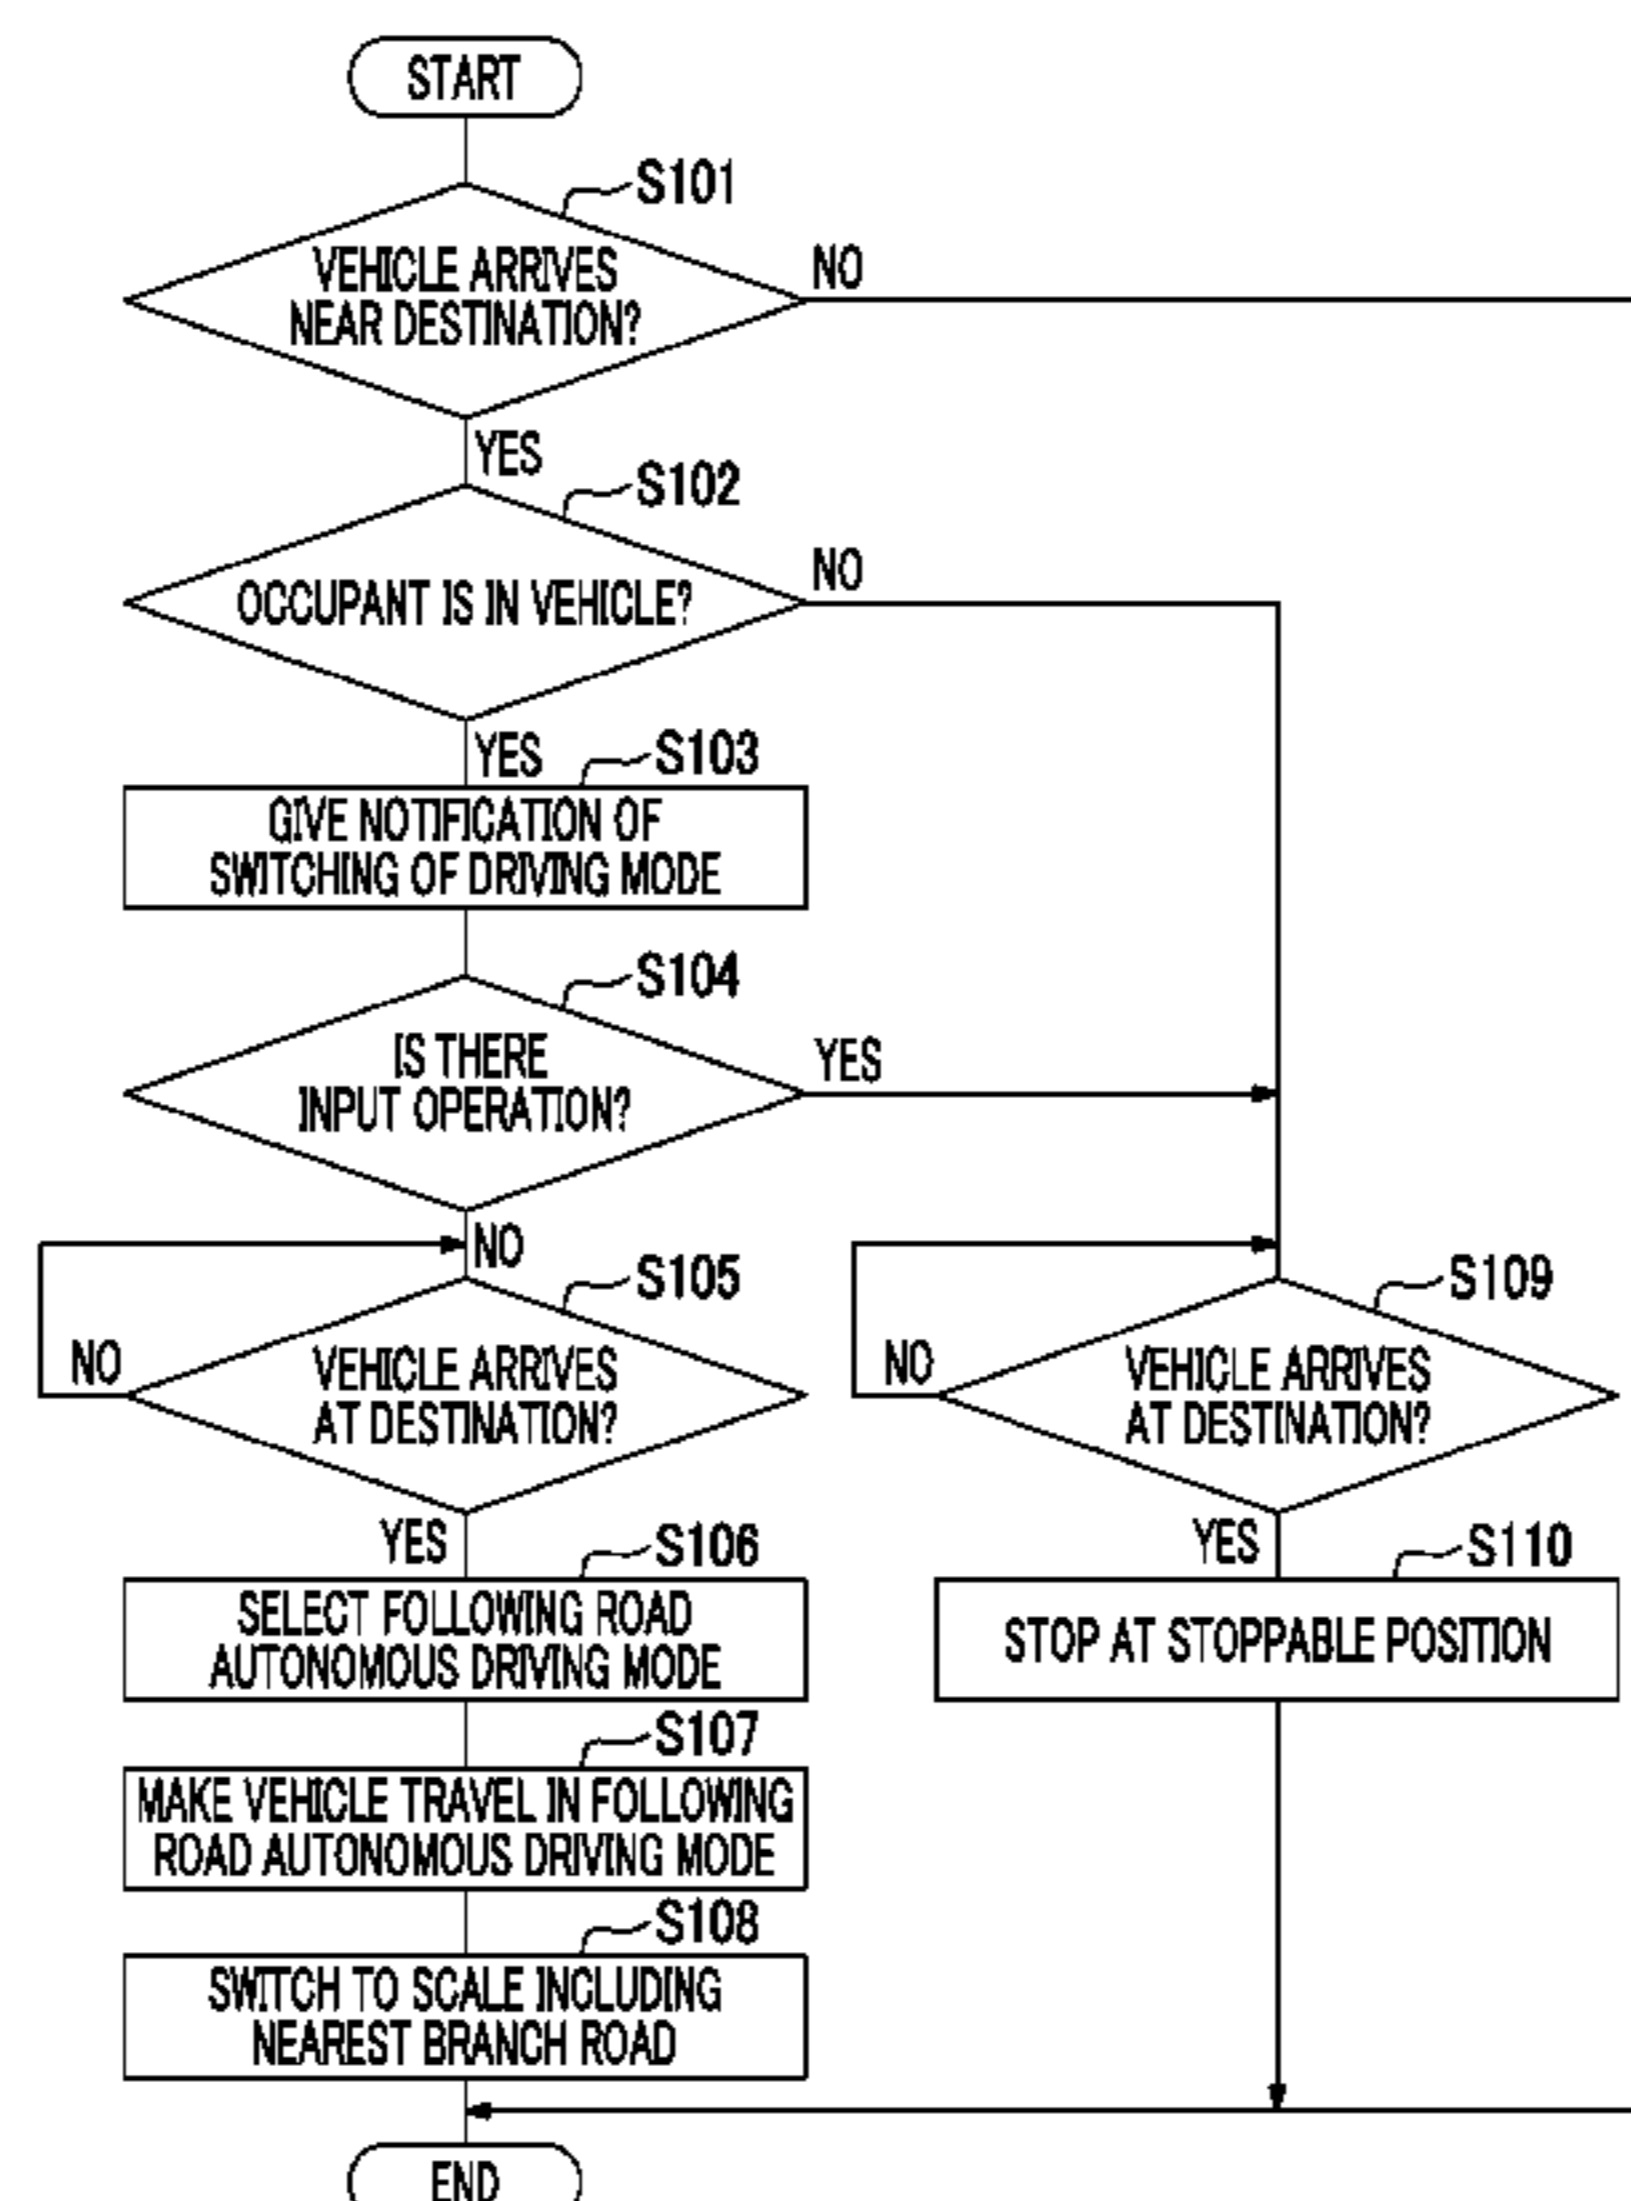 START
S101
VEHICLE ARRIVES
NEAR DESTINATION?
NO
YES
S102
OCCUPANT IS IN VEHICLE?
NO
YES
S103
GIVE NOTIFICATION OF
SWITCHING OF DRIVING MODE
S104
IS THERE
INPUT OPERATION?
YES
NO
S105
VEHICLE ARRIVES
AT DESTINATION?
NO
YES
S109
VEHICLE ARRIVES
AT DESTINATION?
NO
YES
S106
SELECT FOLLOWING ROAD
AUTONOMOUS DRIVING MODE
S110
STOP AT STOPPABLE POSITION
S107
MAKE VEHICLE TRAVEL IN FOLLOWING
ROAD AUTONOMOUS DRIVING MODE
S108
SWITCH TO SCALE INCLUDING
NEAREST BRANCH ROAD
END